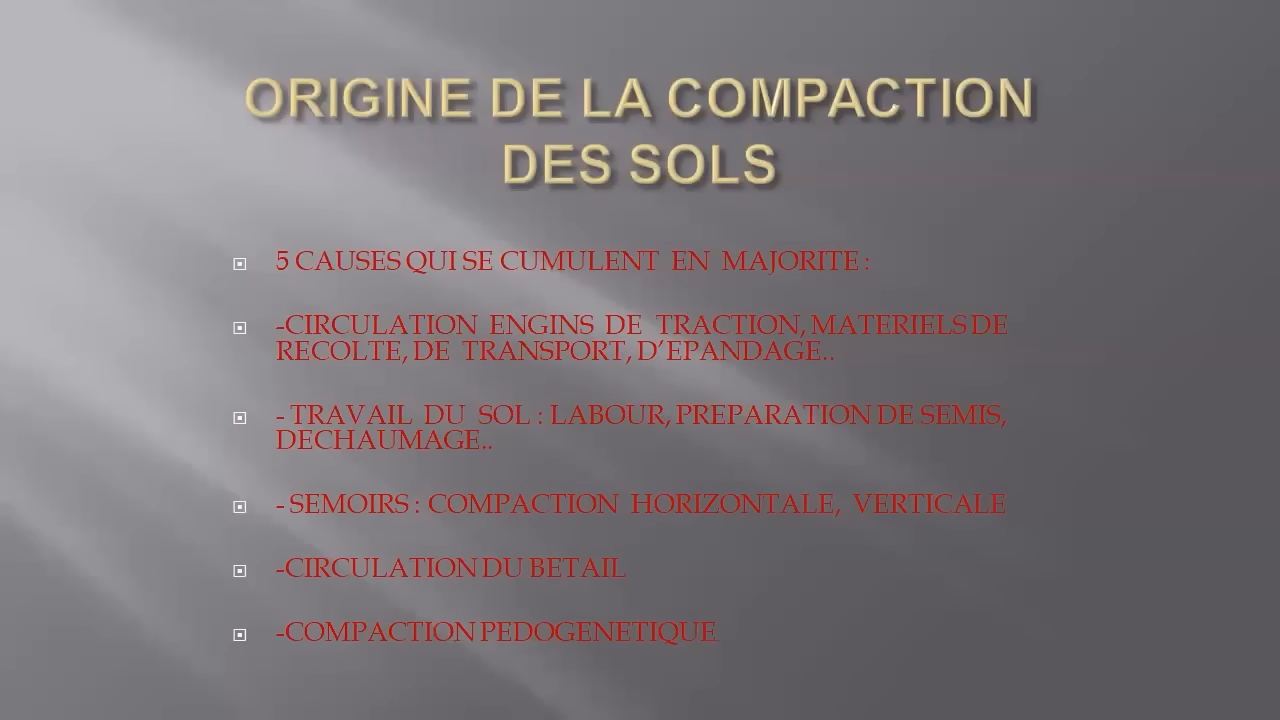 ORIGINE DE LA COMPACTION
DES SOLS
5 CAUSES QUI SE CUMULENT EN MAJORITE :
-CIRCULATION ENGINS DE TRACTION, MATERIELS DE
RECOLTE, DE TRANSPORT, D’EPANDAGE..
- TRAVAIL DU SOL : LABOUR, PREPARATION DE SEMIS,
DECHAUMAGE..
- SEMOIRS : COMPACTION HORIZONTALE, VERTICALE
-CIRCULATION DU BETAIL
-COMPACTION PEDOGENETIQUE